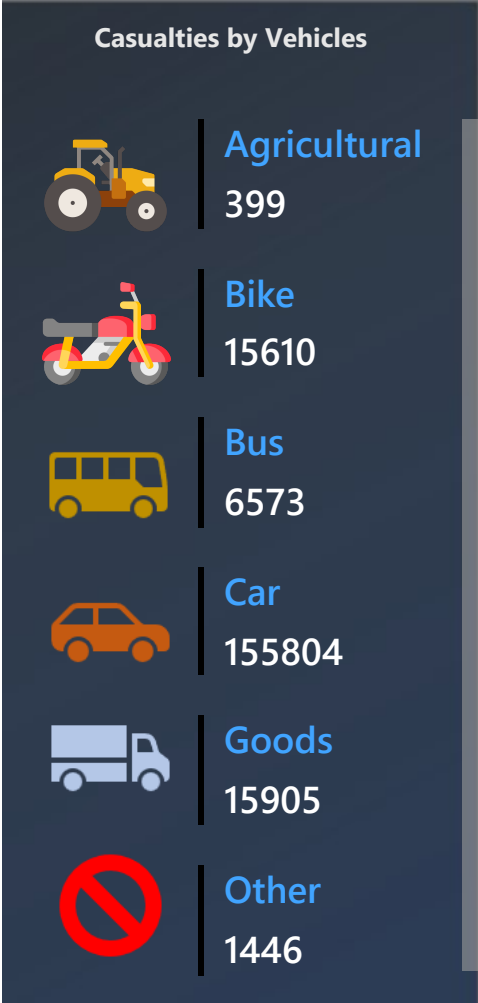 Casualties by Vehicles
Agricultural
399
Bike
15610
Bus
6573
Car
155804
Goods
15905
Other
1446